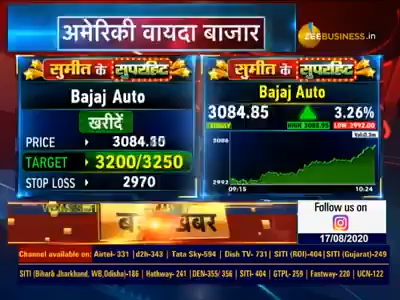 ZEEBUSINESS.in
अमेरिकी वायदा बाजार
सुमीत के सुपरहिट
Bajaj Auto
खरीदें
PRICE 3084.
TARGET 3200/3250
STOP LOSS 2970
सुमीत के सुपरहिट
Bajaj Auto
3084.85 3.26%
HIGH 3088.95 LOW 2992.00
3086
2992
09:15 10:24
Follow us on
17/08/2020
Channel available on: Airtel- 331 | d2h-343 | Tata Sky-594 | Dish TV- 731| SITI (ROI)-404|SITI (Gujarat)-249
SITI (Bihar& Jharkhand, WB,Odisha)-186 | Hathway- 241 | DEN-355/ 356 | SITI- 404 | GTPL- 259 | Fastway- 220 | UCN-122